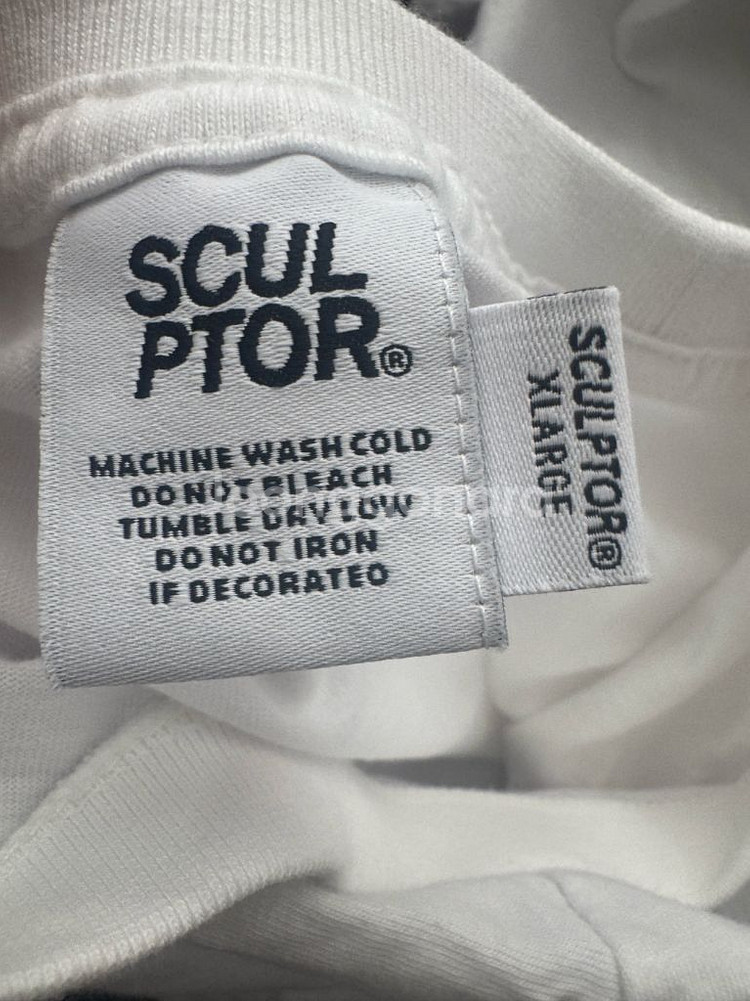 SCUL
PTOR®
MACHINE WASH COLD
DO NOT BLEACH
TUMBLE DRY LOW
DO NOT IRON
IF DECORATED
SCULPTOR®
XLARGE